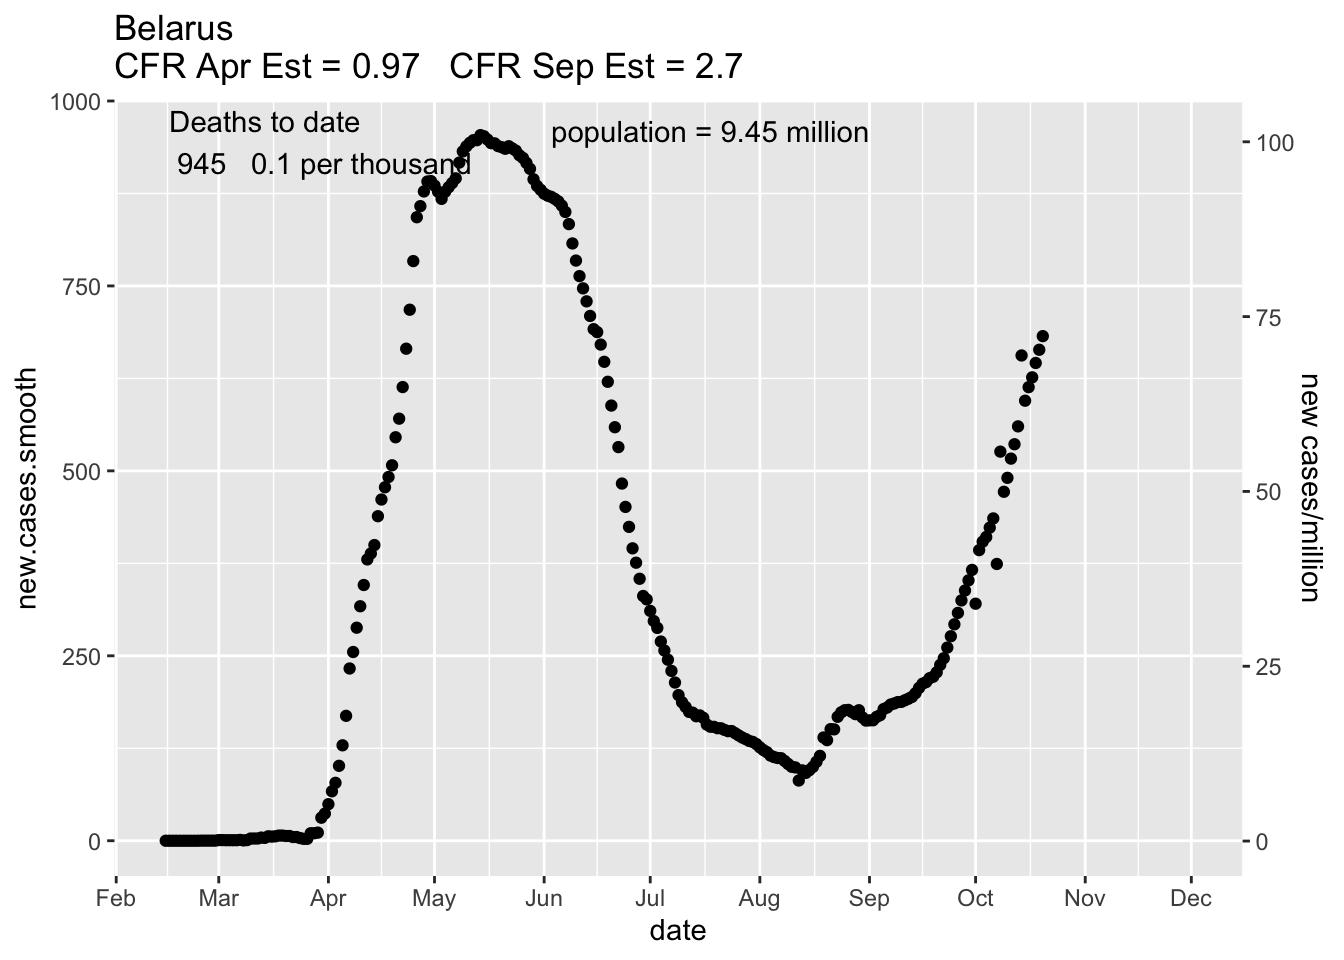 Belarus
CFR Apr Est = 0.97   CFR Sep Est = 2.7
Deaths to date
945   0.1 per thousand
population = 9.45 million
1000
750
500
250
0
new.cases.smooth
100
75
50
25
0
new cases/million
Feb Mar Apr May Jun Jul Aug Sep Oct Nov Dec
date